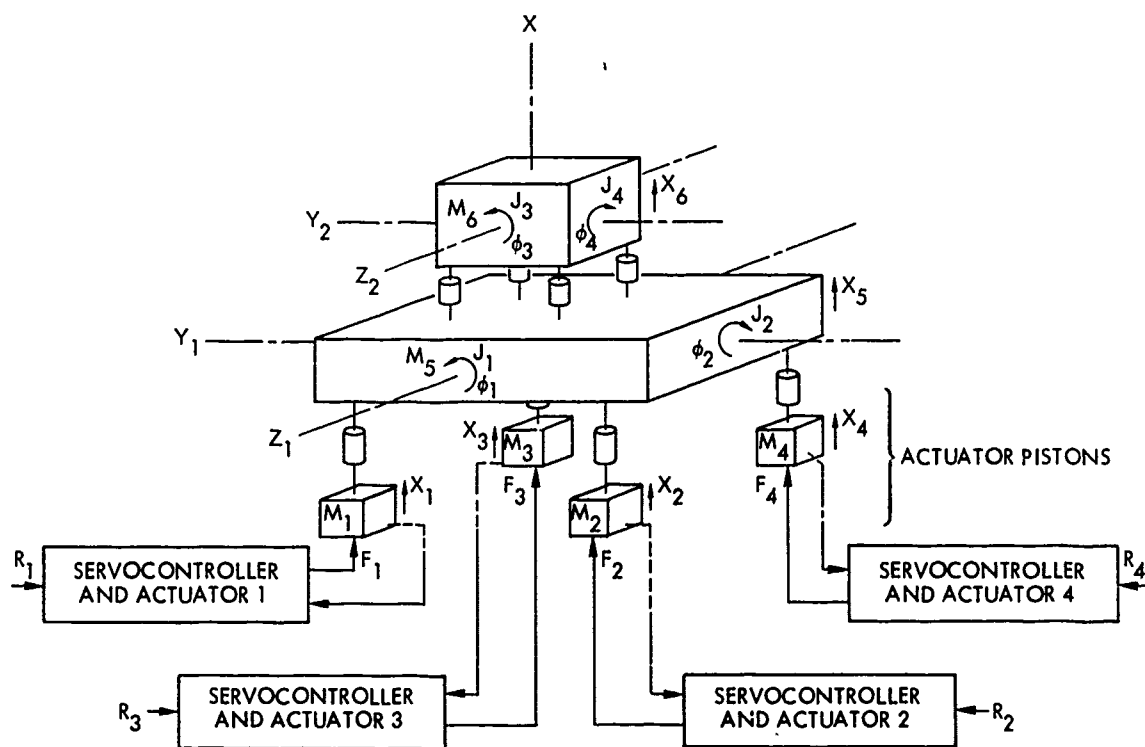 X
M6
J3
ϕ3
J4
ϕ4
X6
Y2
Z2
X5
Y1
M5
J1
ϕ1
J2
ϕ2
Z1
X3
M3
M4
X4
ACTUATOR PISTONS
M1
X1
F3
M2
X2
F4
R1
SERVOCONTROLLER
AND ACTUATOR 1
F1
F2
SERVOCONTROLLER
AND ACTUATOR 4
R4
R3
SERVOCONTROLLER
AND ACTUATOR 3
SERVOCONTROLLER
AND ACTUATOR 2
R2